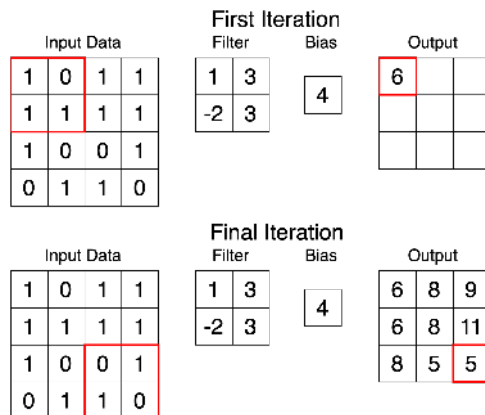 First Iteration
Input Data Filter Bias Output
1 0 1 1 1 3 4 6
1 1 1 1 -2 3
1 0 0 1
0 1 1 0
Final Iteration
Input Data Filter Bias Output
1 0 1 1 1 3 4 6 8 9
1 1 1 1 -2 3 6 8 11
1 0 0 1 8 5 5
0 1 1 0